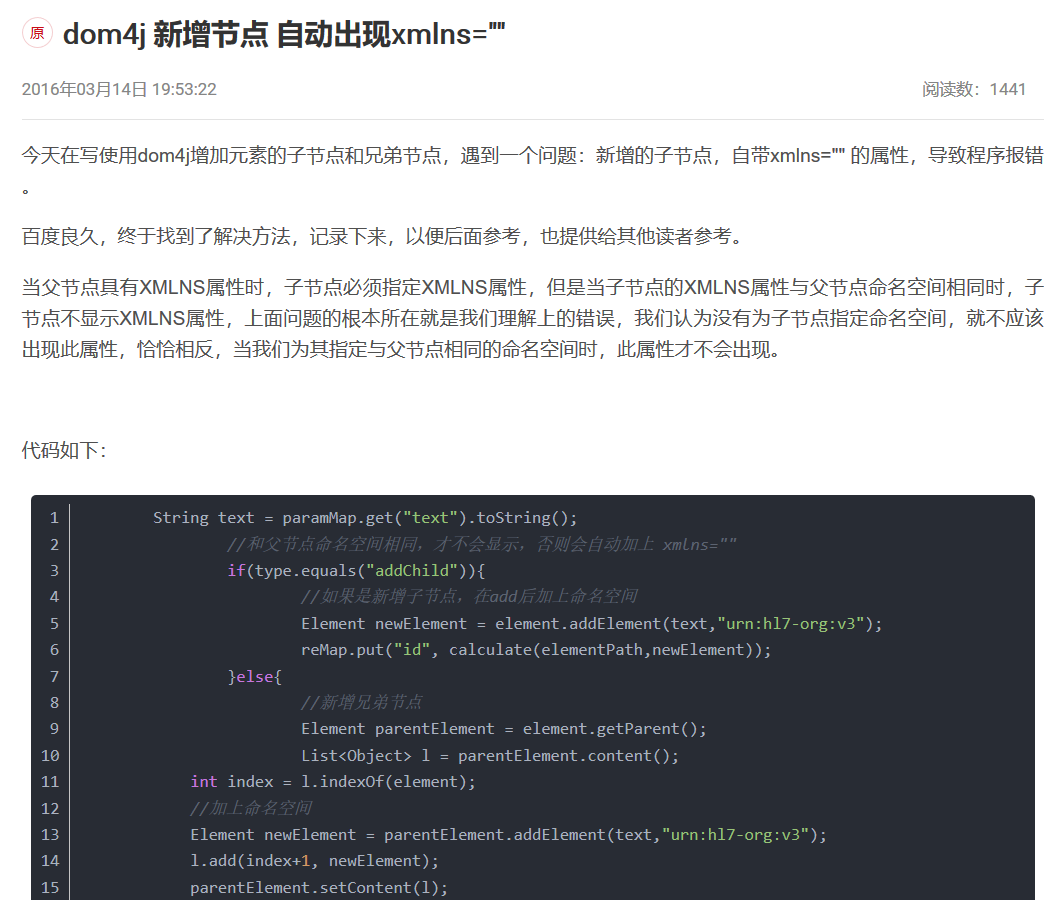 原 dom4j 新增节点 自动出现xmlns=""
2016年03月14日 19:53:22 阅读数：1441
今天在写使用dom4j增加元素的子节点和兄弟节点，遇到一个问题：新增的子节点，自带xmlns="" 的属性，导致程序报错
。
百度良久，终于找到了解决方法，记录下来，以便后面参考，也提供给其他读者参考。
当父节点具有XMLNS属性时，子节点必须指定XMLNS属性，但是当子节点的XMLNS属性与父节点命名空间相同时，子
节点不显示XMLNS属性，上面问题的根本所在就是我们理解上的错误，我们认为没有为子节点指定命名空间，就不应该
出现此属性，恰恰相反，当我们为其指定与父节点相同的命名空间时，此属性才不会出现。
代码如下：
1 String text = paramMap.get("text").toString();
2 //和父节点命名空间相同，才不会显示，否则会自动加上 xmlns=""
3 if(type.equals("addChild")){
4 //如果是新增子节点，在add后加上命名空间
5 Element newElement = element.addElement(text,"urn:hl7-org:v3");
6 reMap.put("id", calculate(elementPath,newElement));
7 }else{
8 //新增兄弟节点
9 Element parentElement = element.getParent();
10 List<Object> l = parentElement.content();
11 int index = l.indexOf(element);
12 //加上命名空间
13 Element newElement = parentElement.addElement(text,"urn:hl7-org:v3");
14 l.add(index+1, newElement);
15 parentElement.setContent(l);